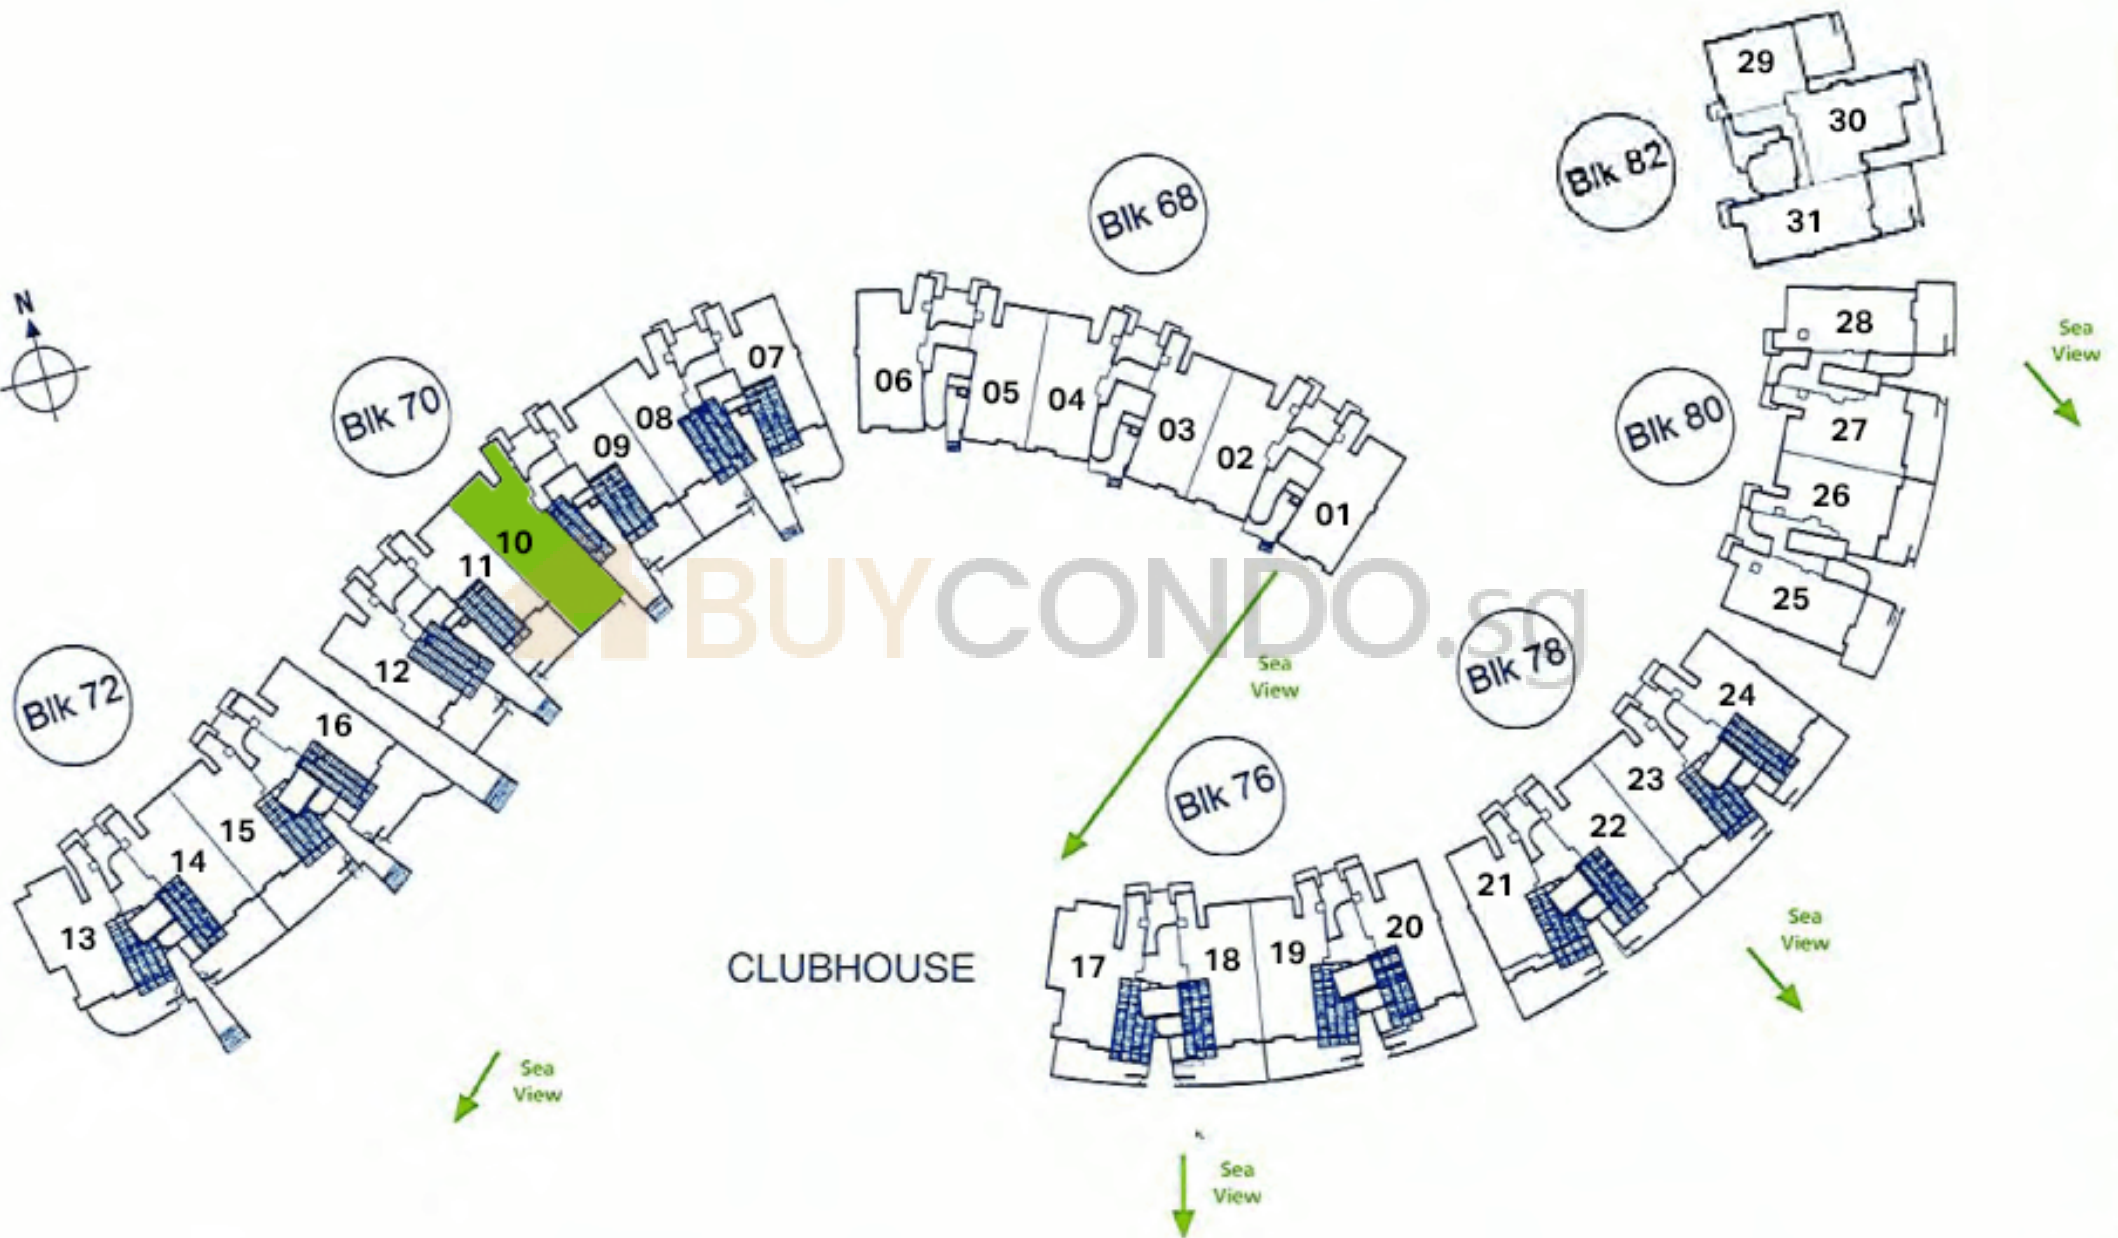 29
30
Blk 82
31
Blk 68
N
28
Sea
View
07
06
05
04
Blk 70
08
03
27
Blk 80
09
02
26
01
10
11
BUYCONDO.sg
25
Sea
View
Blk 78
12
24
Blk 72
16
Blk 76
23
15
22
14
21
Sea
View
13
20
19
18
17
CLUBHOUSE
Sea
View
Sea
View